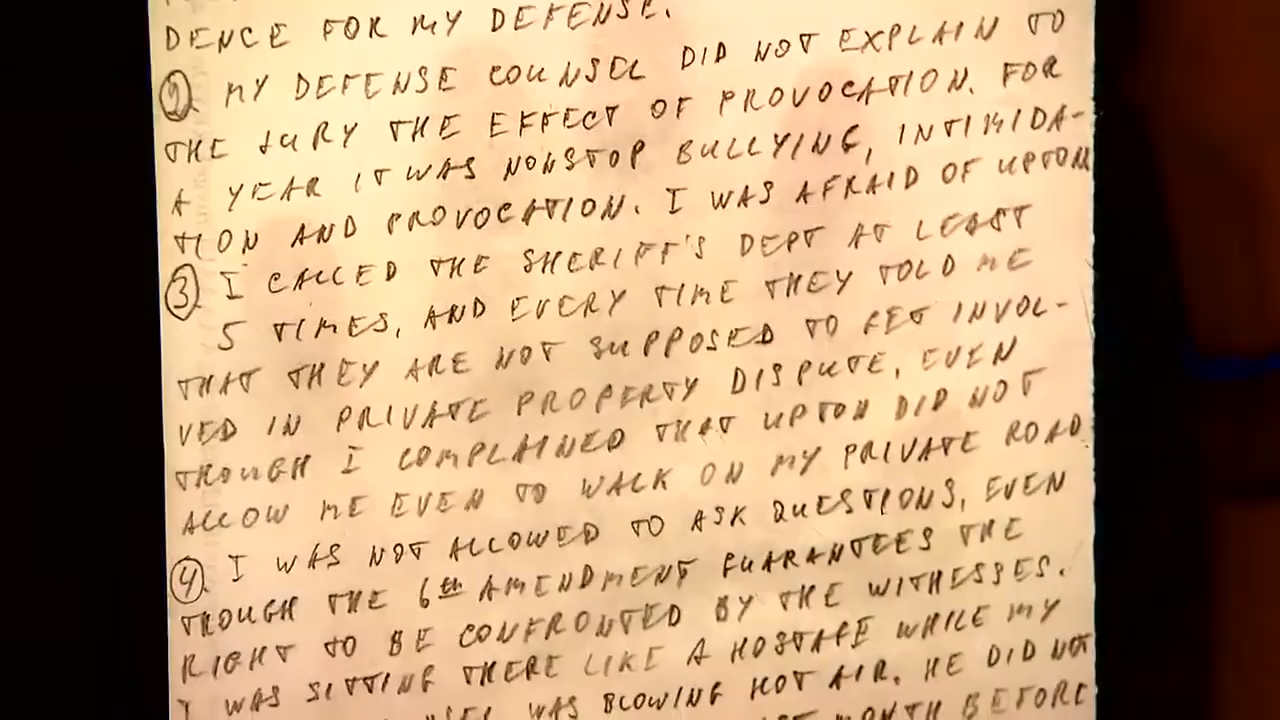 DENCE FOR MY DEFENSE.
② MY DEFENSE COUNSEL DID NOT EXPLAIN TO
THE JURY THE EFFECT OF PROVOCATION. FOR
A YEAR IT WAS NONSTOP BULLYING, INTIMIDA-
TION AND PROVOCATION. I WAS AFRAID OF UPTON
③ I CALLED THE SHERIFF'S DEPT AT LEAST
5 TIMES, AND EVERY TIME THEY TOLD ME
THAT THEY ARE NOT SUPPOSED TO GET INVOL-
VED IN PRIVATE PROPERTY DISPUTE, EVEN
TROUGH I COMPLAINED THAT UPTON DID NOT
ALLOW ME EVEN TO WALK ON MY PRIVATE ROAD
④ I WAS NOT ALLOWED TO ASK QUESTIONS, EVEN
TROUGH THE 6th AMENDMENT GUARANTEES THE
RIGHT TO BE CONFRONTED BY THE WITHESSES.
I WAS SITTING THERE LIKE A HOSTAGE WHILE MY
WAS BLOWING HOT AIR. HE DID NOT
MONTH BEFORE